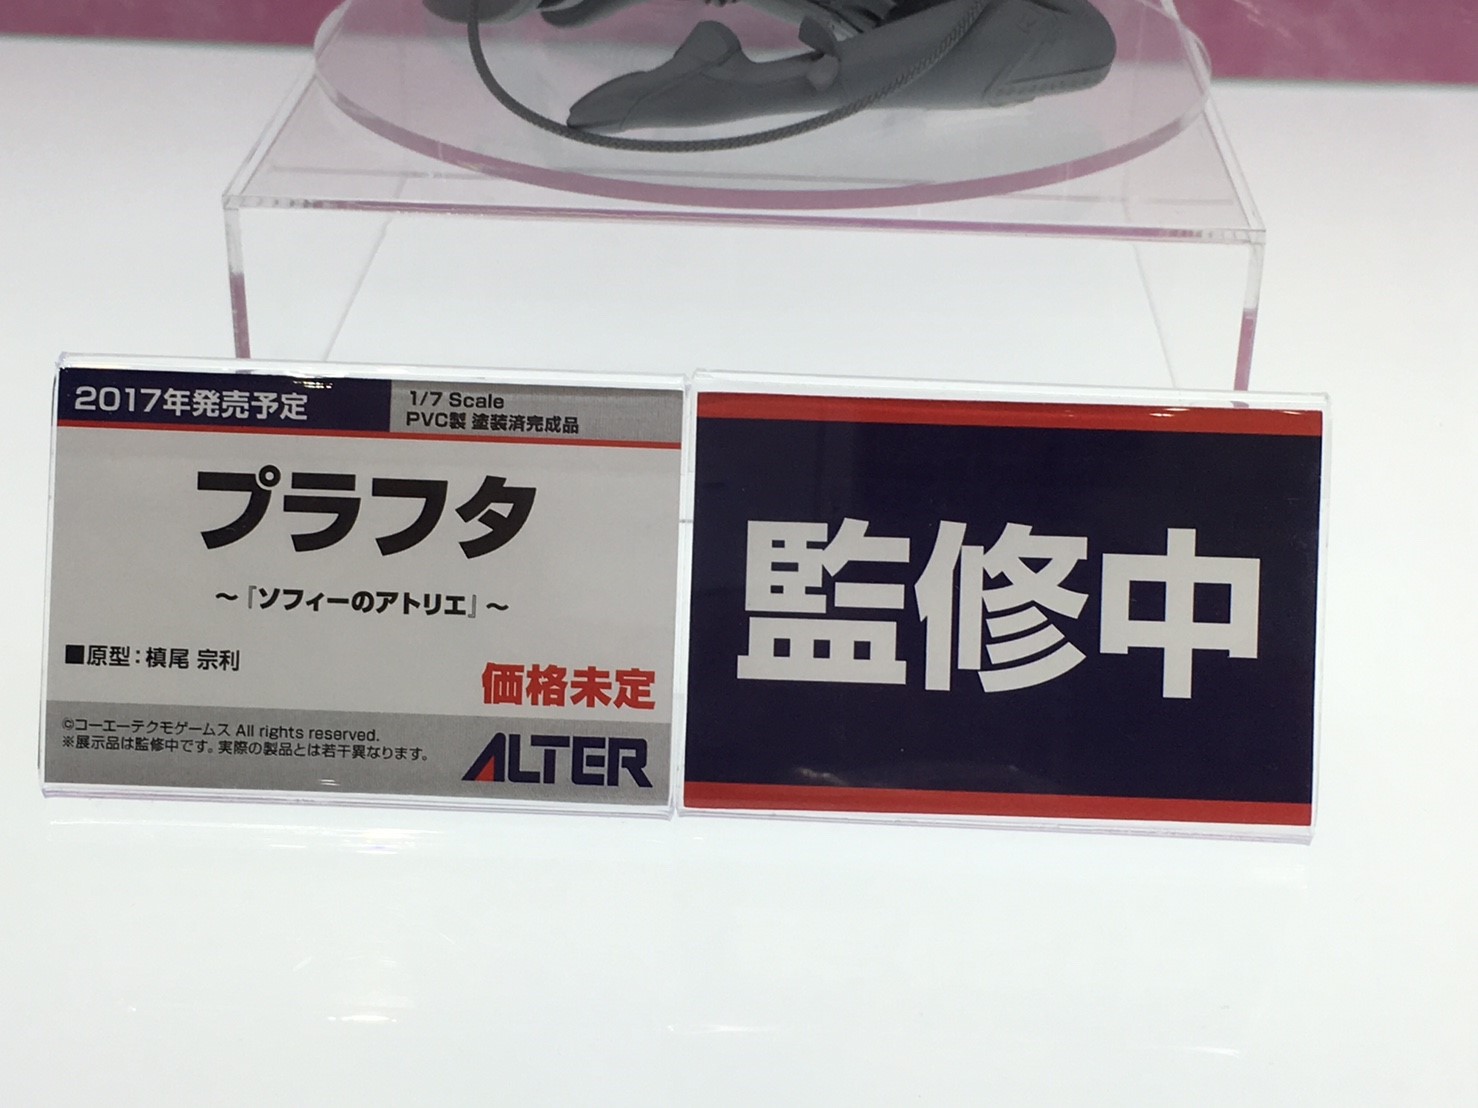 2017年発売予定
1/7 Scale
PVC製 塗装済完成品
プラフタ
～『ソフィーのアトリエ』～
■原型：槙尾 宗利
価格未定
©コーエーテクモゲームス All rights reserved.
※展示品は監修中です。実際の製品とは若干異なります。
ALTER
監修中